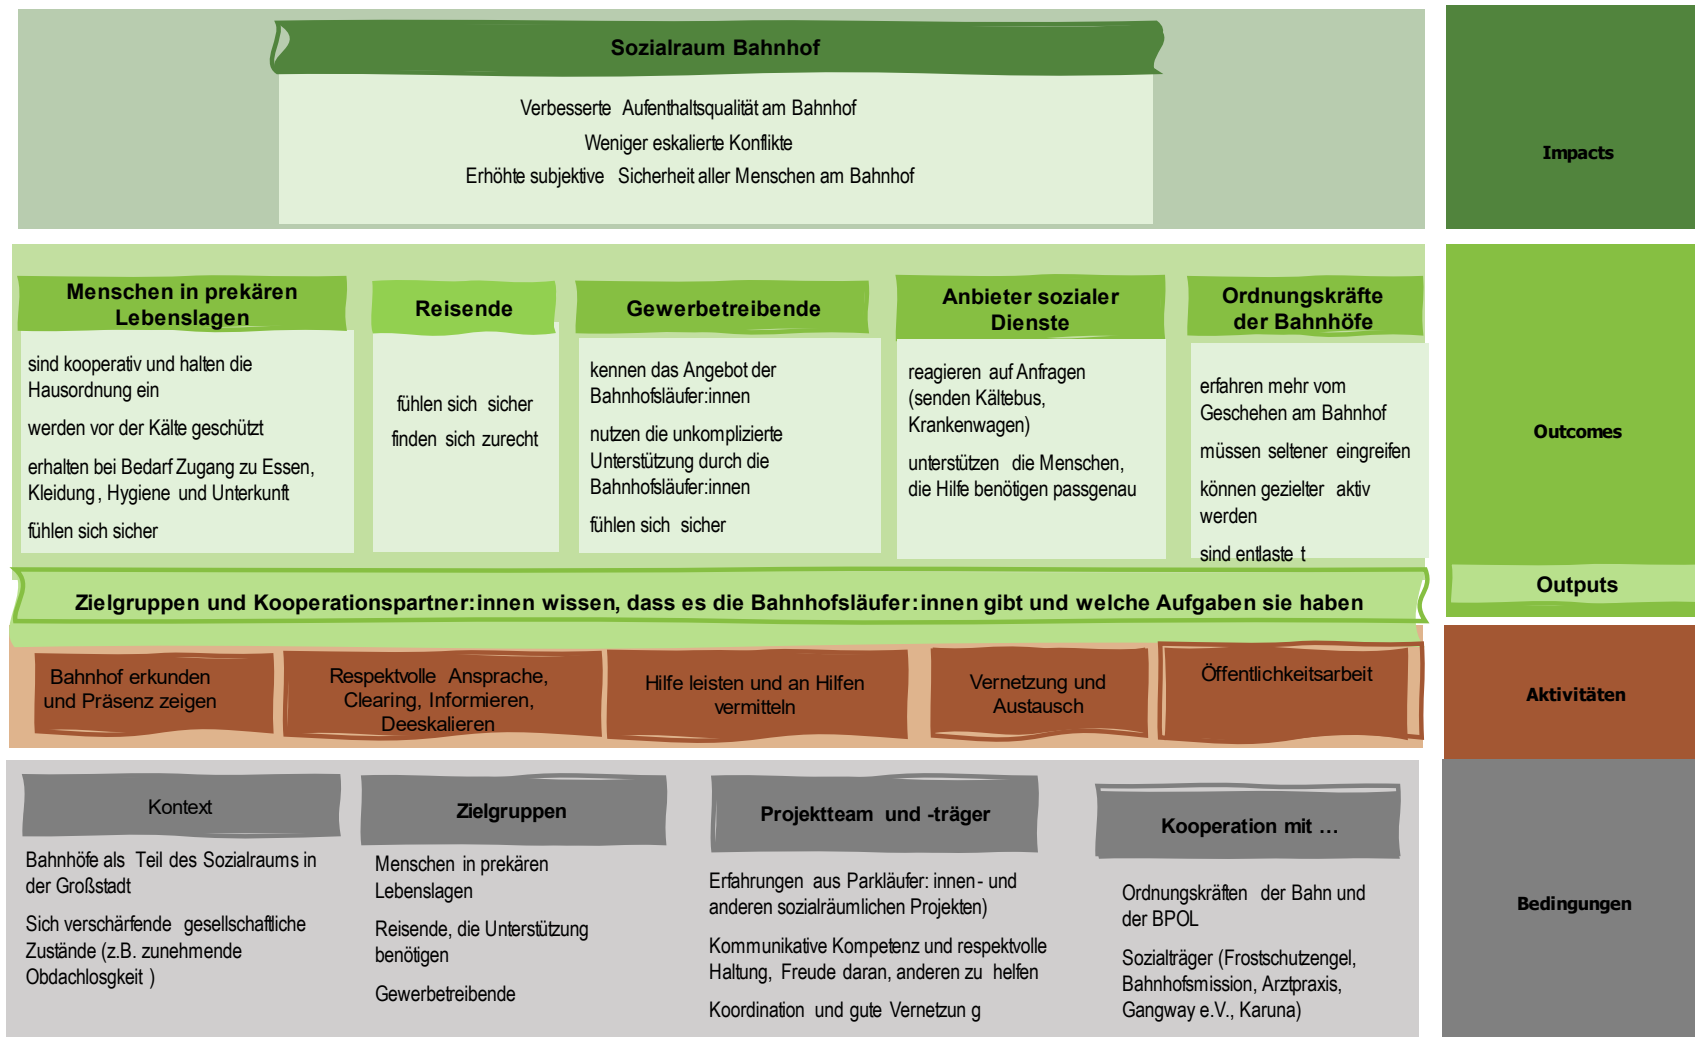 Sozialraum Bahnhof
Verbesserte Aufenthaltsqualität am Bahnhof
Weniger eskalierte Konflikte
Erhöhte subjektive Sicherheit aller Menschen am Bahnhof
Impacts
Menschen in prekären
Lebenslagen
sind kooperativ und halten die
Hausordnung ein
werden vor der Kälte geschützt
erhalten bei Bedarf Zugang zu Essen,
Kleidung, Hygiene und Unterkunft
fühlen sich sicher
Reisende
fühlen sich sicher
finden sich zurecht
Gewerbetreibende
kennen das Angebot der
Bahnhofsläufer:innen
nutzen die unkomplizierte
Unterstützung durch die
Bahnhofsläufer:innen
fühlen sich sicher
Anbieter sozialer
Dienste
reagieren auf Anfragen
(senden Kältebus,
Krankenwagen)
unterstützen die Menschen,
die Hilfe benötigen passgenau
Ordnungskräfte
der Bahnhöfe
erfahren mehr vom
Geschehen am Bahnhof
müssen seltener eingreifen
können gezielter aktiv
werden
sind entlaste t
Outcomes
Zielgruppen und Kooperationspartner:innen wissen, dass es die Bahnhofsläufer:innen gibt und welche Aufgaben sie haben
Outputs
Bahnhof erkunden
und Präsenz zeigen
Respektvolle Ansprache,
Clearing, Informieren,
Deeskalieren
Hilfe leisten und an Hilfen
vermitteln
Vernetzung und
Austausch
Öffentlichkeitsarbeit
Aktivitäten
Kontext
Bahnhöfe als Teil des Sozialraums in
der Großstadt
Sich verschärfende gesellschaftliche
Zustände (z.B. zunehmende
Obdachlosgkeit )
Zielgruppen
Menschen in prekären
Lebenslagen
Reisende, die Unterstützung
benötigen
Gewerbetreibende
Projektteam und -träger
Erfahrungen aus Parkläufer: innen- und
anderen sozialräumlichen Projekten)
Kommunikative Kompetenz und respektvolle
Haltung, Freude daran, anderen zu helfen
Koordination und gute Vernetzun g
Kooperation mit …
Ordnungskräften der Bahn und
der BPOL
Sozialträger (Frostschutzengel,
Bahnhofsmission, Arztpraxis,
Gangway e.V., Karuna)
Bedingungen